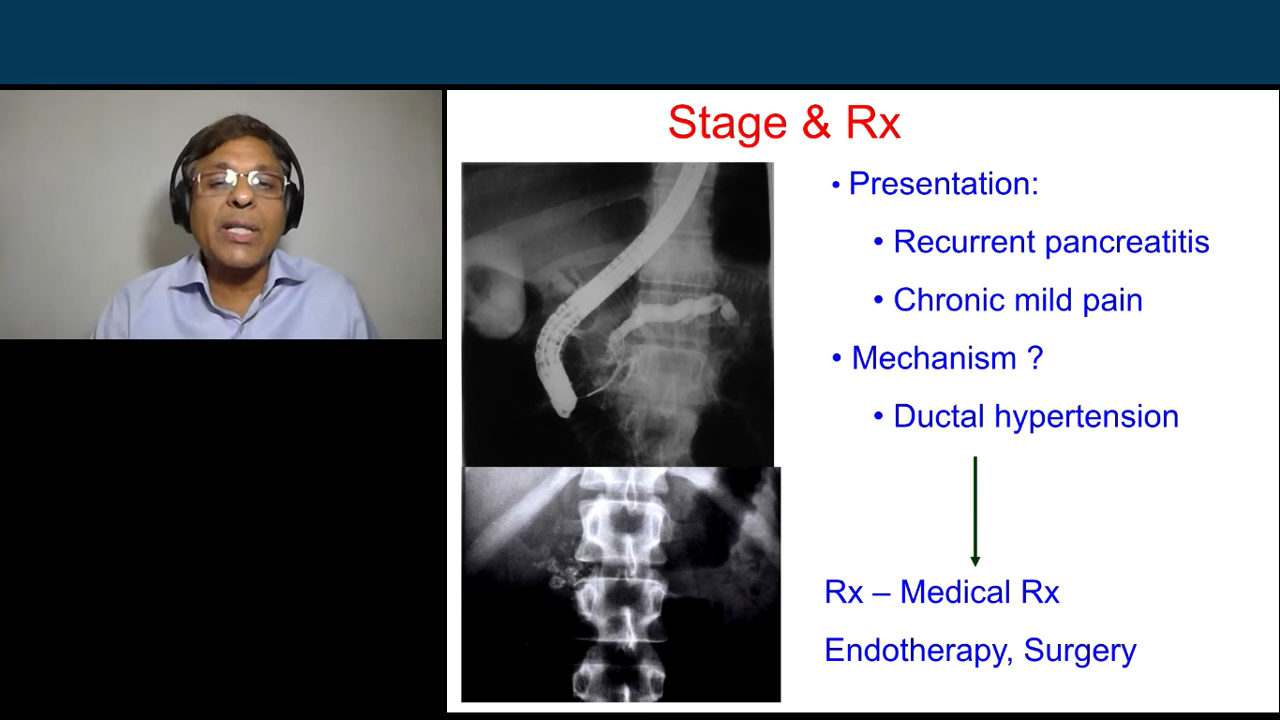 Stage & Rx
• Presentation:
• Recurrent pancreatitis
• Chronic mild pain
• Mechanism ?
• Ductal hypertension
Rx – Medical Rx
Endotherapy, Surgery